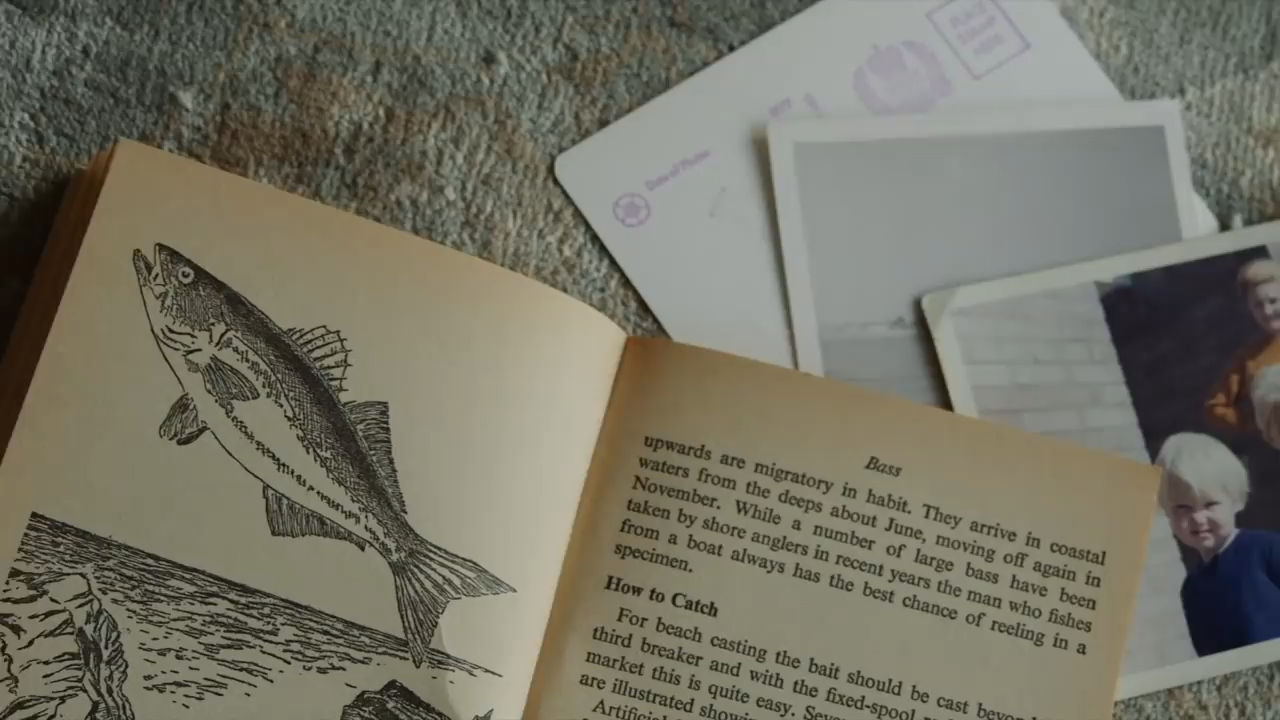 PLACE
STAMP
HERE
Bass
upwards are migratory in habit. They arrive in coastal
waters from the deeps about June, moving off again in
November. While a number of large bass have been
taken by shore anglers in recent years the man who fishes
from a boat always has the best chance of reeling in a
specimen.
How to Catch
For beach casting the bait should be cast beyond
third breaker and with the fixed-spool
market this is quite easy.
are illustrated